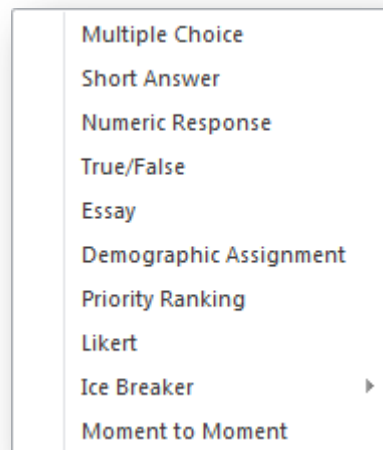 Multiple Choice
Short Answer
Numeric Response
True/False
Essay
Demographic Assignment
Priority Ranking
Likert
Ice Breaker
Moment to Moment